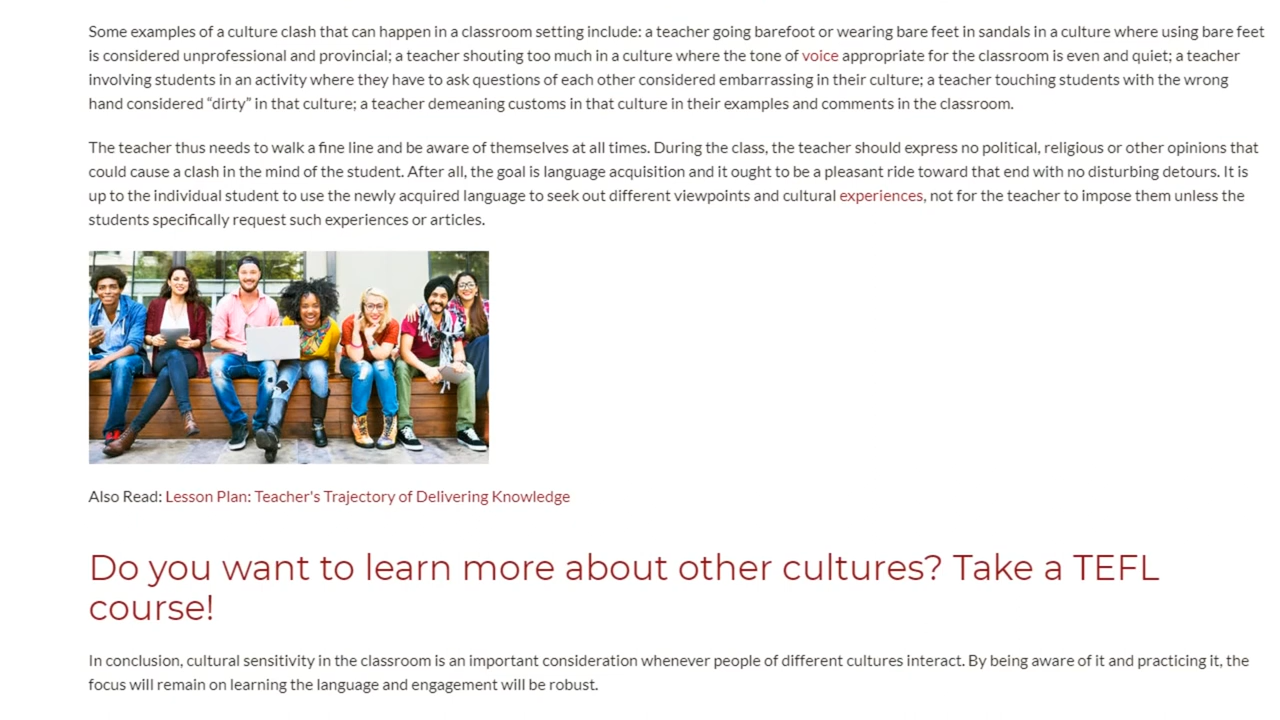 Some examples of a culture clash that can happen in a classroom setting include: a teacher going barefoot or wearing bare feet in sandals in a culture where using bare feet
is considered unprofessional and provincial; a teacher shouting too much in a culture where the tone of voice appropriate for the classroom is even and quiet; a teacher
involving students in an activity where they have to ask questions of each other considered embarrassing in their culture; a teacher touching students with the wrong
hand considered “dirty” in that culture; a teacher demeaning customs in that culture in their examples and comments in the classroom.
The teacher thus needs to walk a fine line and be aware of themselves at all times. During the class, the teacher should express no political, religious or other opinions that
could cause a clash in the mind of the student. After all, the goal is language acquisition and it ought to be a pleasant ride toward that end with no disturbing detours. It is
up to the individual student to use the newly acquired language to seek out different viewpoints and cultural experiences, not for the teacher to impose them unless the
students specifically request such experiences or articles.
Also Read: Lesson Plan: Teacher's Trajectory of Delivering Knowledge
Do you want to learn more about other cultures? Take a TEFL
course!
In conclusion, cultural sensitivity in the classroom is an important consideration whenever people of different cultures interact. By being aware of it and practicing it, the
focus will remain on learning the language and engagement will be robust.